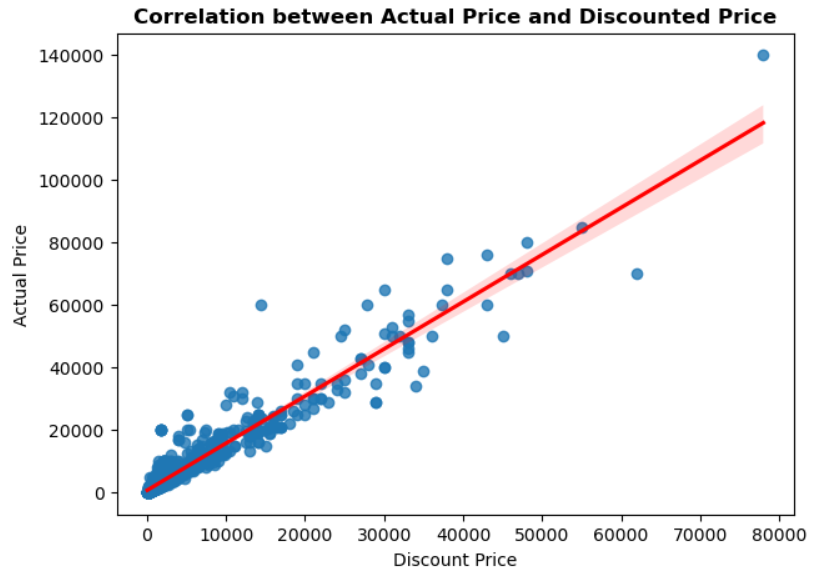 Correlation between Actual Price and Discounted Price
140000
120000
100000
80000
60000
40000
20000
0
Actual Price
0 10000 20000 30000 40000 50000 60000 70000 80000
Discount Price